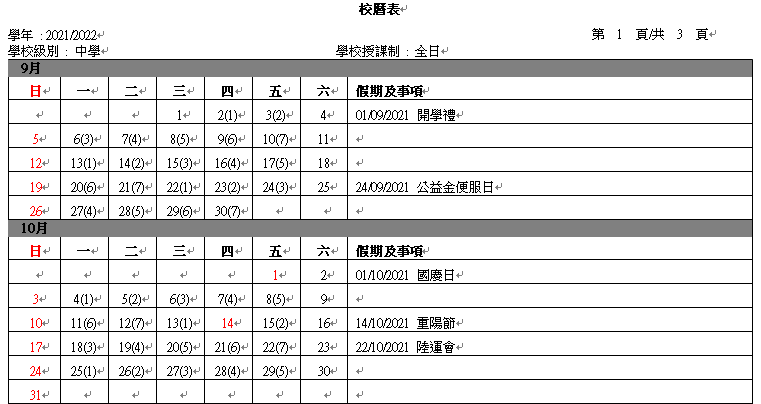 校曆表
學年 : 2021/2022 第 1 頁/共 3 頁
學校級別 : 中學 學校授課制 : 全日
9月
日 一 二 三 四 五 六 假期及事項
1 2(1) 3(2) 4 01/09/2021 開學禮
5 6(3) 7(4) 8(5) 9(6) 10(7) 11
12 13(1) 14(2) 15(3) 16(4) 17(5) 18
19 20(6) 21(7) 22(1) 23(2) 24(3) 25 24/09/2021 公益金便服日
26 27(4) 28(5) 29(6) 30(7)
10月
日 一 二 三 四 五 六 假期及事項
1 2 01/10/2021 國慶日
3 4(1) 5(2) 6(3) 7(4) 8(5) 9
10 11(6) 12(7) 13(1) 14 15(2) 16 14/10/2021 重陽節
17 18(3) 19(4) 20(5) 21(6) 22(7) 23 22/10/2021 陸運會
24 25(1) 26(2) 27(3) 28(4) 29(5) 30
31